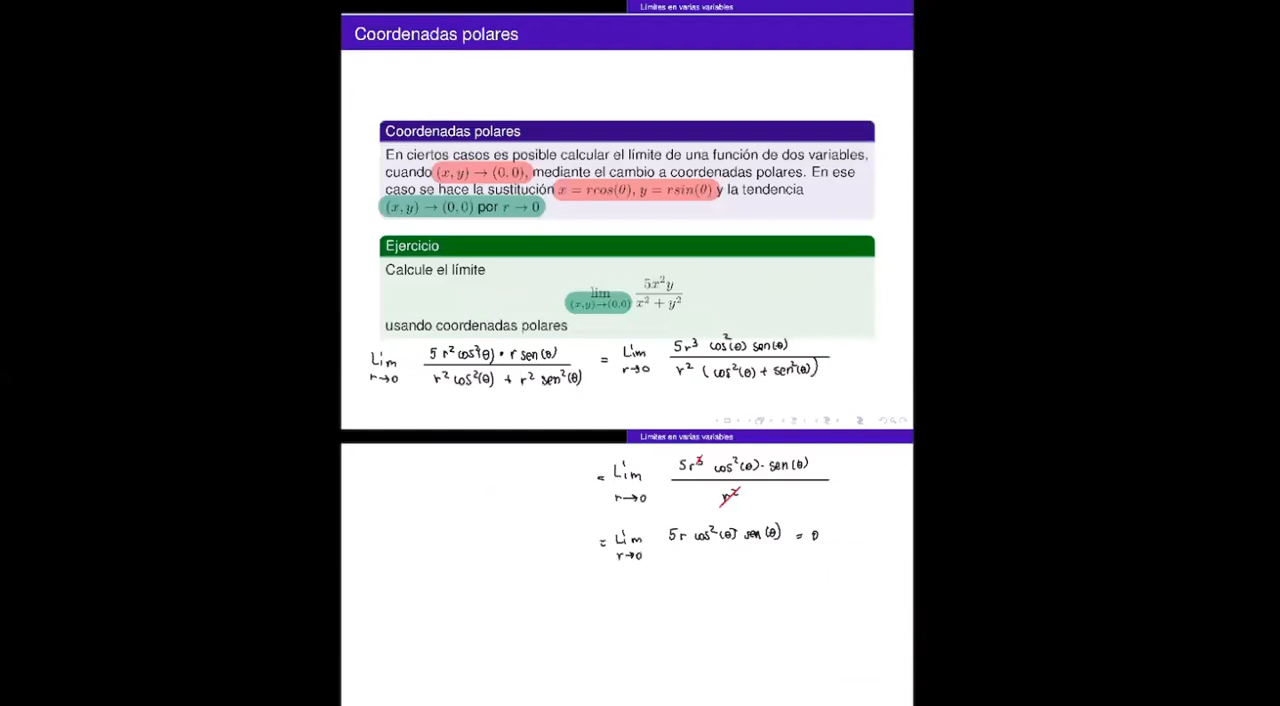 Límites en varias variables
Coordenadas polares
Coordenadas polares
En ciertos casos es posible calcular el límite de una función de dos variables,
cuando (x, y) → (0, 0), mediante el cambio a coordenadas polares. En ese
caso se hace la sustitución x = rcos(θ), y = rsin(θ) y la tendencia
(x, y) → (0, 0) por r → 0
Ejercicio
Calcule el límite
lim (x,y)→(0,0) 5x²y / x² + y²
usando coordenadas polares
Lim r→0 5 r² cos²(θ) • r sen(θ) / r² cos²(θ) + r² sen²(θ) = Lim r→0 5r³ cos²(θ) sen(θ) / r² (cos²(θ) + sen²(θ))
Límites en varias variables
= Lim r→0 5r³ cos²(θ) · sen(θ) / r²
= Lim r→0 5r cos²(θ) sen(θ) = 0